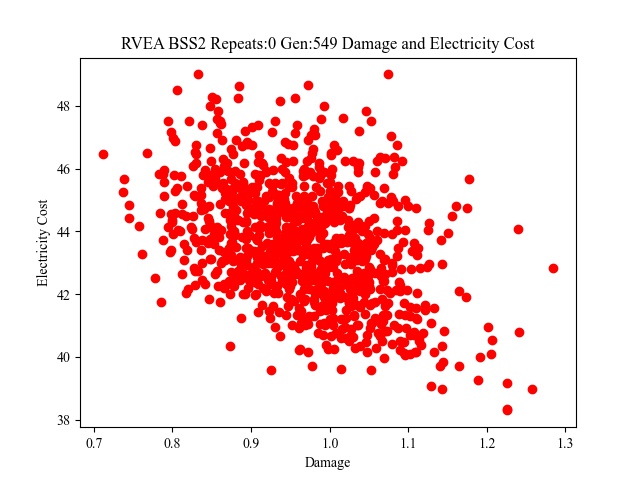 RVEA BSS2 Repeats:0 Gen:549 Damage and Electricity Cost
48
46
44
42
40
38
Electricity Cost
0.7 0.8 0.9 1.0 1.1 1.2 1.3
Damage